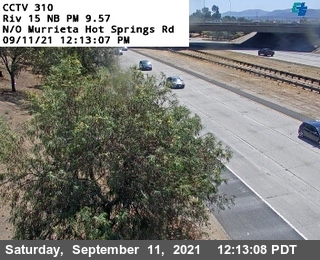 CCTV 310
Riv 15 NB PM 9.57
N/O Murrieta Hot Springs Rd
09/11/21 12:13:07 PM
Saturday, September 11, 2021 12:13:08 PDT